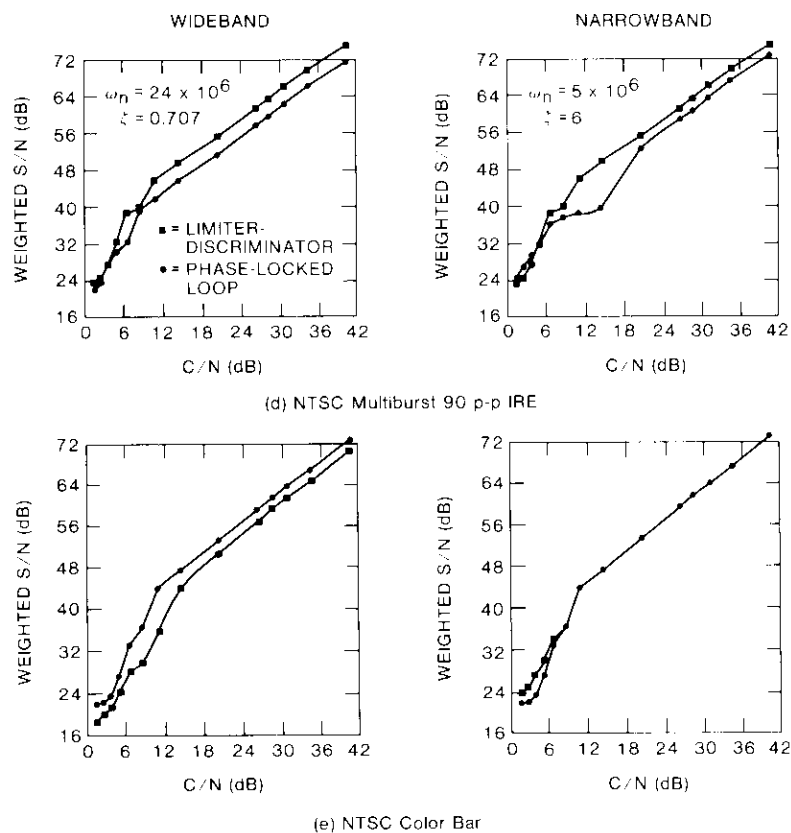 WIDEBAND
NARROWBAND
WEIGHTED S/N (dB)
72
64
56
48
40
32
24
16
ωn = 24 x 10⁶
ζ = 0.707
■ = LIMITER-
DISCRIMINATOR
● = PHASE-LOCKED
LOOP
0 6 12 18 24 30 36 42
C/N (dB)
WEIGHTED S/N (dB)
72
64
56
48
40
32
24
16
ωn = 5 x 10⁶
ζ = 6
0 6 12 18 24 30 36 42
C/N (dB)
(d) NTSC Multiburst 90 p-p IRE
WEIGHTED S/N (dB)
72
64
56
48
40
32
24
16
0 6 12 18 24 30 36 42
C/N (dB)
WEIGHTED S/N (dB)
72
64
56
48
40
32
24
16
0 6 12 18 24 30 36 42
C/N (dB)
(e) NTSC Color Bar